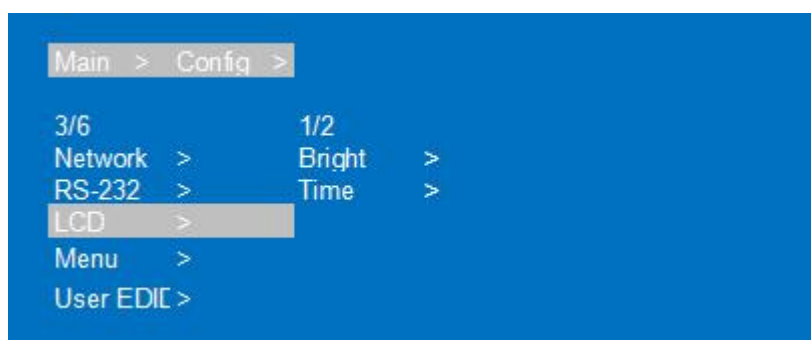 Main > Config >
3/6 1/2
Network > Bright >
RS-232 > Time >
LCD >
Menu >
User EDID >